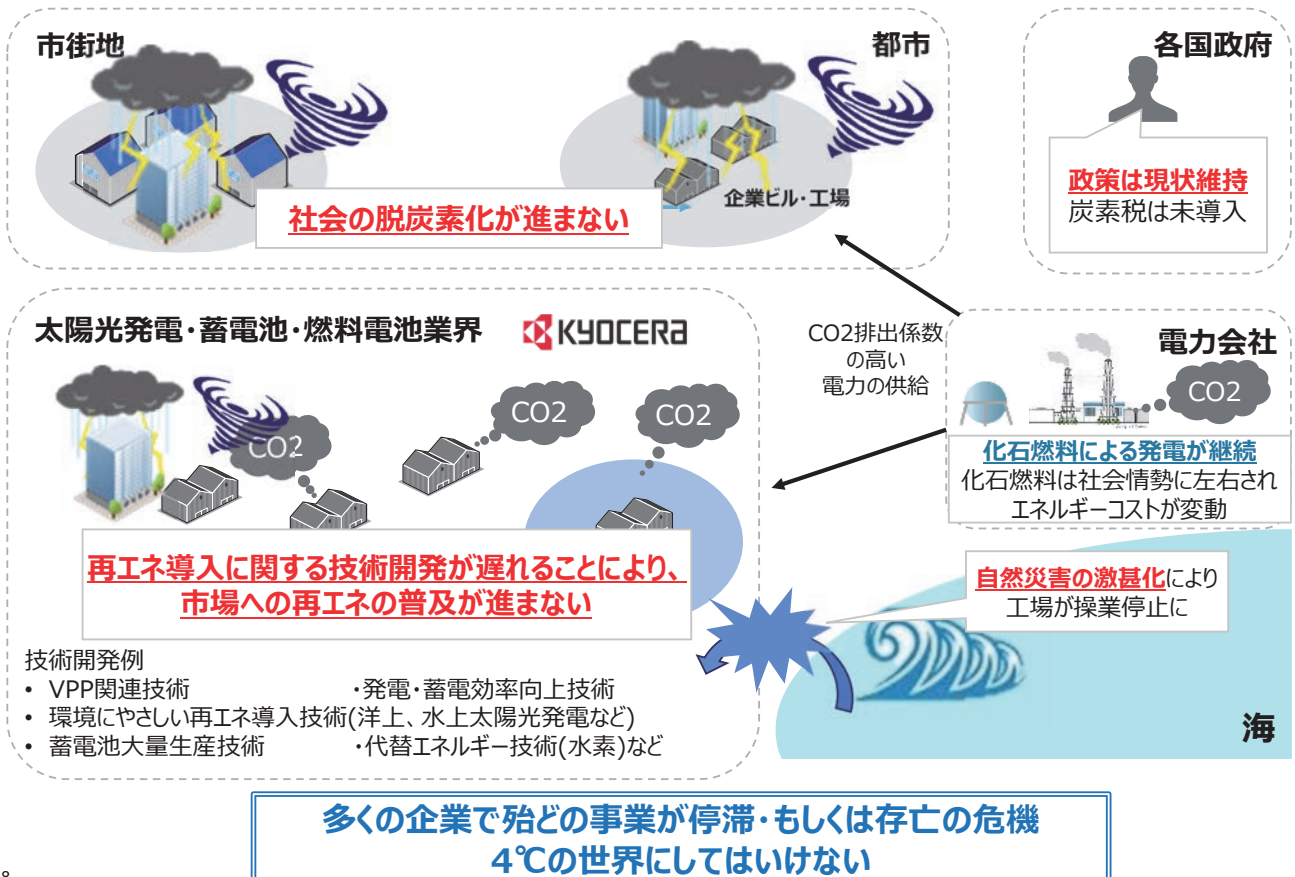 市街地
都市
企業ビル・工場
社会の脱炭素化が進まない
各国政府
政策は現状維持
炭素税は未導入
太陽光発電・蓄電池・燃料電池業界
KYOCERA
CO2
CO2
CO2
再エネ導入に関する技術開発が遅れることにより、
市場への再エネの普及が進まない
技術開発例
• VPP関連技術 ・発電・蓄電効率向上技術
• 環境にやさしい再エネ導入技術(洋上、水上太陽光発電など)
• 蓄電池大量生産技術 ・代替エネルギー技術(水素)など
CO2排出係数
の高い
電力の供給
電力会社
CO2
化石燃料による発電が継続
化石燃料は社会情勢に左右され
エネルギーコストが変動
自然災害の激甚化により
工場が操業停止に
海
多くの企業で殆どの事業が停滞・もしくは存亡の危機
4℃の世界にしてはいけない
。